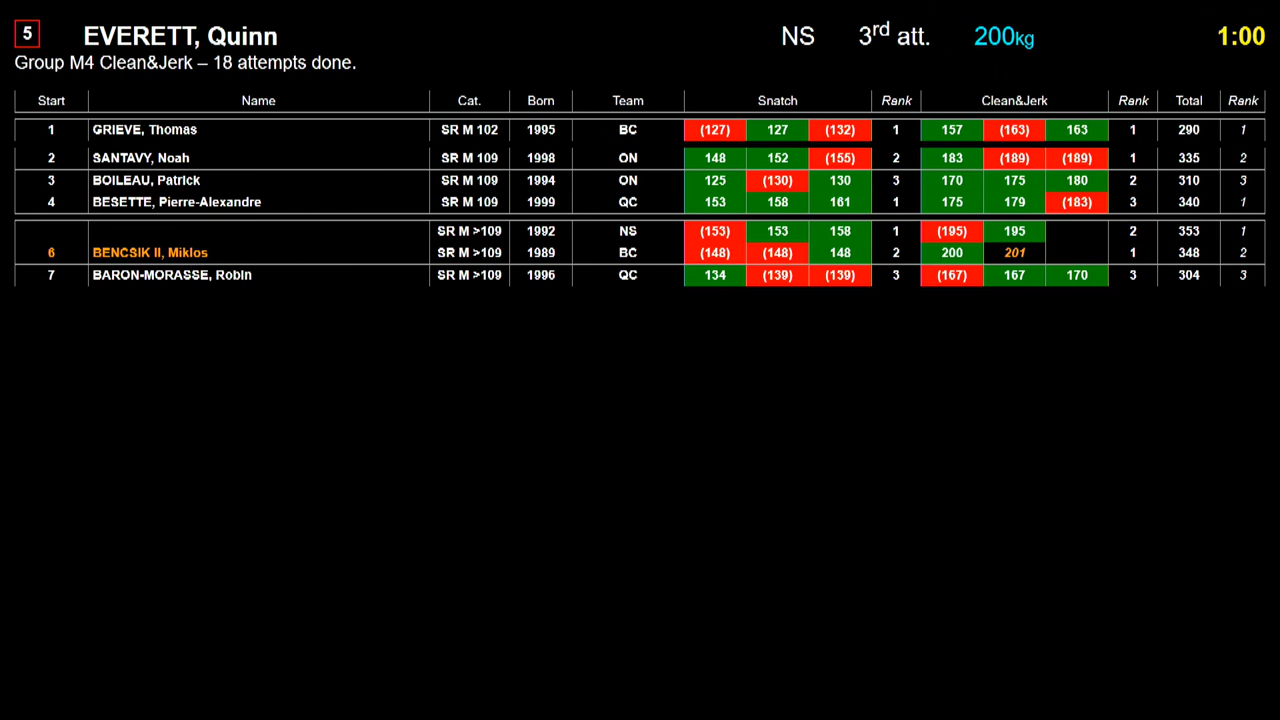 5 EVERETT, Quinn NS 3rd att. 200kg 1:00
Group M4 Clean&Jerk – 18 attempts done.
Start Name Cat. Born Team Snatch Rank Clean&Jerk Rank Total Rank
1 GRIEVE, Thomas SR M 102 1995 BC (127) 127 (132) 1 157 (163) 163 1 290 1
2 SANTAVY, Noah SR M 109 1998 ON 148 152 (155) 2 183 (189) (189) 1 335 2
3 BOILEAU, Patrick SR M 109 1994 ON 125 (130) 130 3 170 175 180 2 310 3
4 BESETTE, Pierre-Alexandre SR M 109 1999 QC 153 158 161 1 175 179 (183) 3 340 1
SR M >109 1992 NS (153) 153 158 1 (195) 195 2 353 1
6 BENCSIK II, Miklos SR M >109 1989 BC (148) (148) 148 2 200 201 1 348 2
7 BARON-MORASSE, Robin SR M >109 1996 QC 134 (139) (139) 3 (167) 167 170 3 304 3